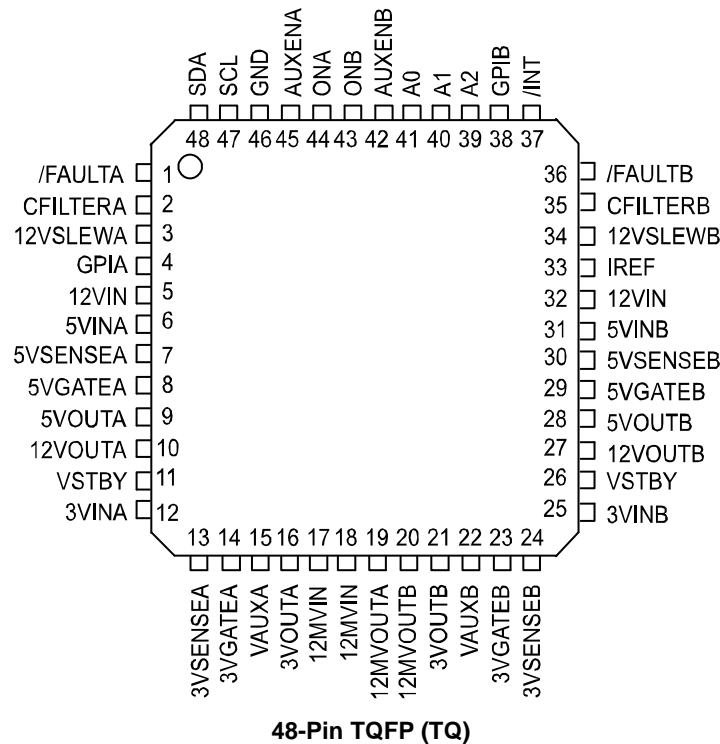 SDA
SCL
GND
AUXENA
ONA
ONB
AUXENB
A0
A1
A2
GPIB
/INT
48 47 46 45 44 43 42 41 40 39 38 37
/FAULTA 1
CFILTERA 2
12VSLEWA 3
GPIA 4
12VIN 5
5VINA 6
5VSENSEA 7
5VGATEA 8
5VOUTA 9
12VOUTA 10
VSTBY 11
3VINA 12
36 /FAULTB
35 CFILTERB
34 12VSLEWB
33 IREF
32 12VIN
31 5VINB
30 5VSENSEB
29 5VGATEB
28 5VOUTB
27 12VOUTB
26 VSTBY
25 3VINB
13 14 15 16 17 18 19 20 21 22 23 24
3VSENSEA
3VGATEA
VAUXA
3VOUTA
12MVIN
12MVIN
12MVOUTA
12MVOUTB
3VOUTB
VAUXB
3VGATEB
3VSENSEB
48-Pin TQFP (TQ)